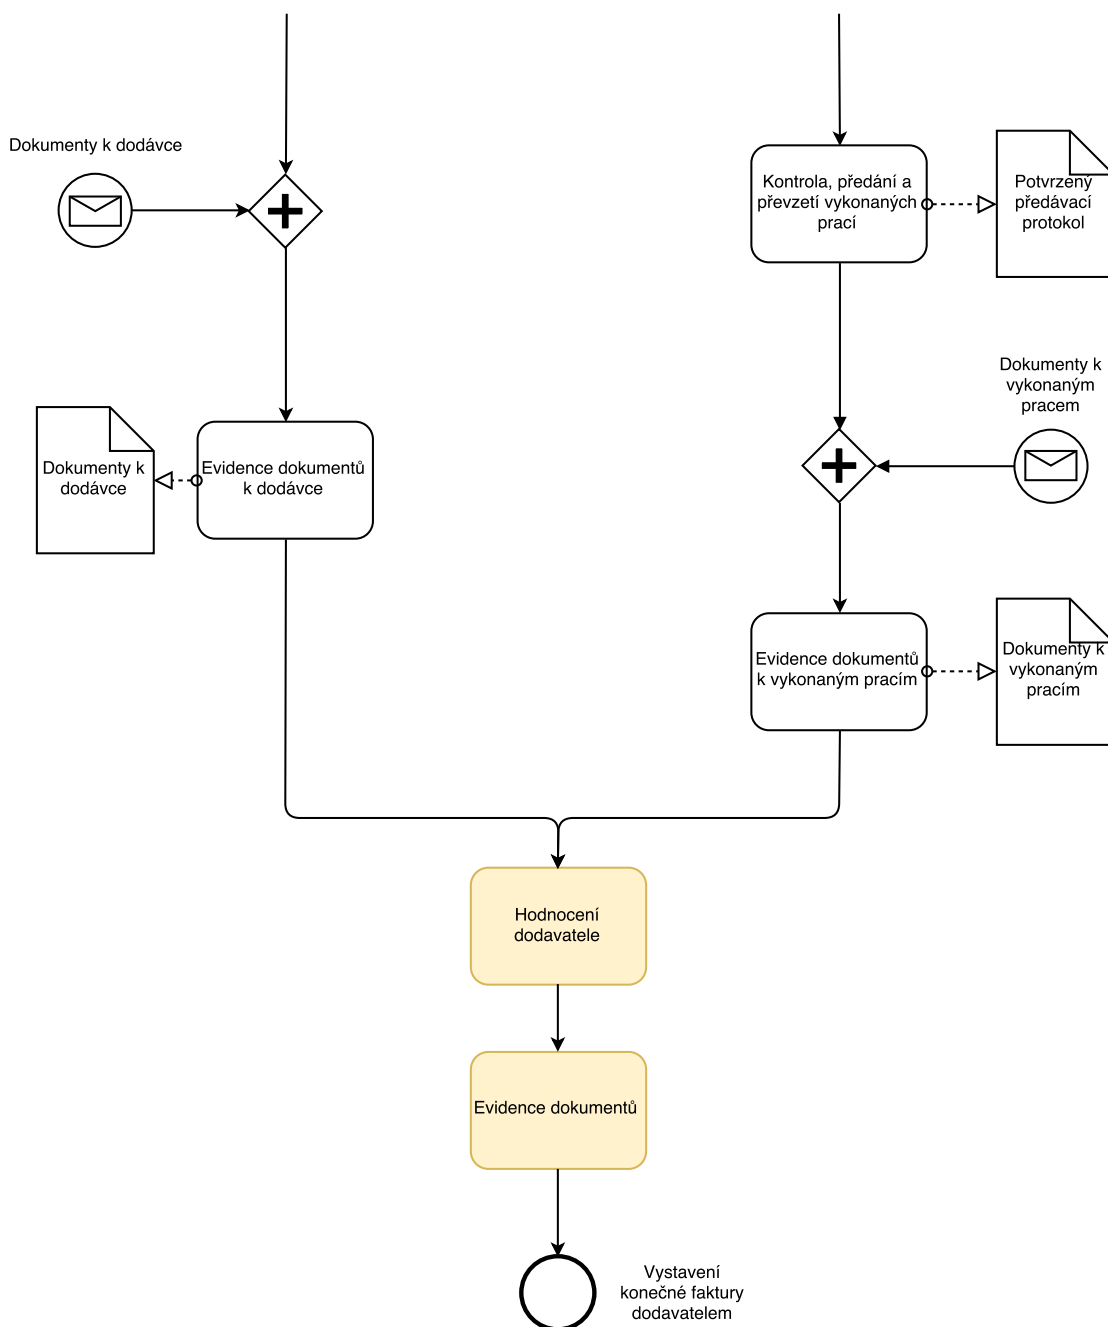 Dokumenty k dodávce
Kontrola, předání a
převzetí vykonaných
prací
Potvrzený
předávací
protokol
Dokumenty k
vykonaným
pracem
Dokumenty k
dodávce
Evidence dokumentů
k dodávce
Evidence dokumentů
k vykonaným pracím
Dokumenty k
vykonaným
pracím
Hodnocení
dodavatele
Evidence dokumentů
Vystavení
konečné faktury
dodavatelem